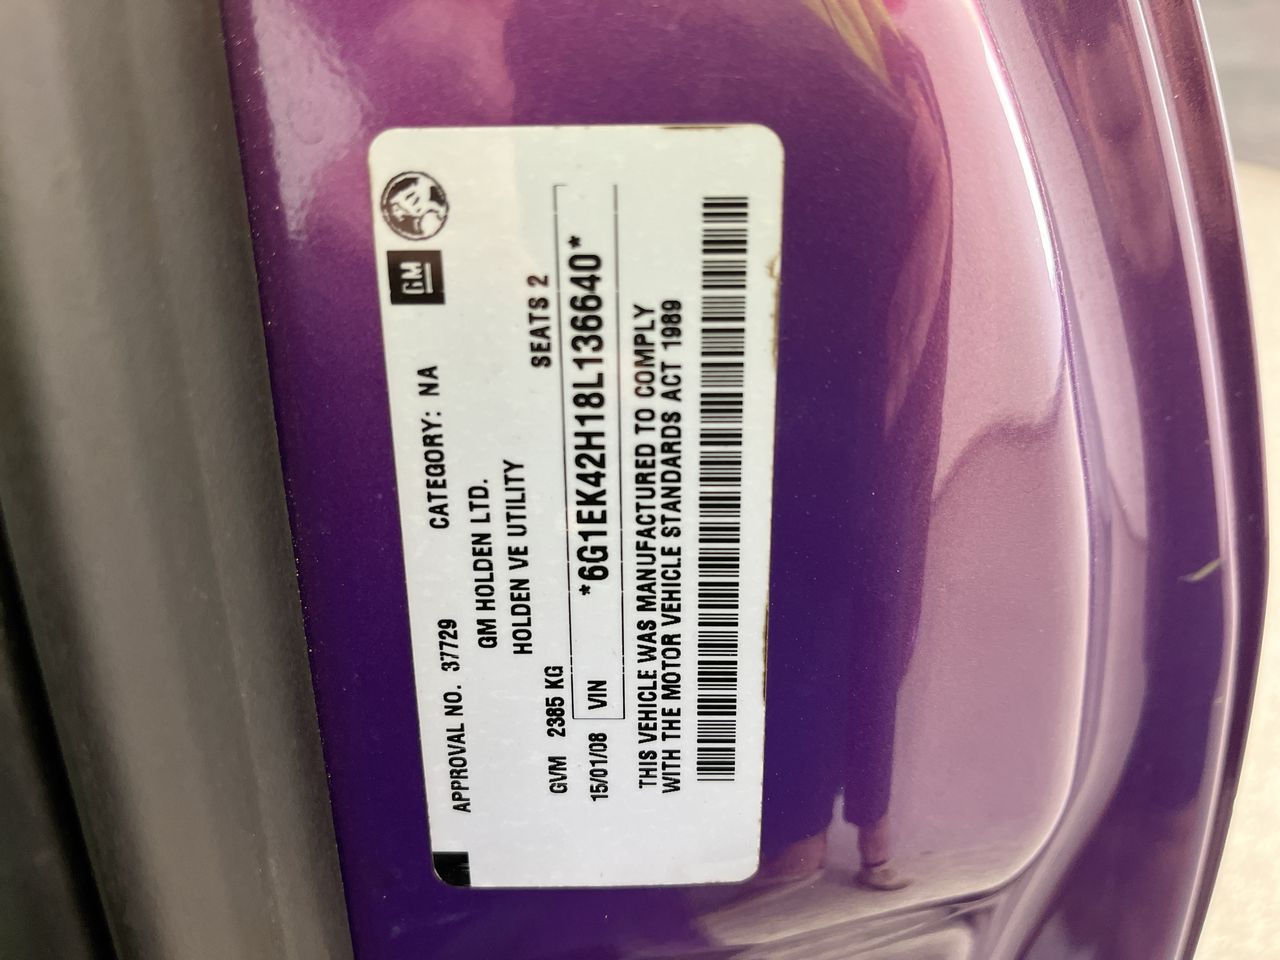 GM
APPROVAL NO. 37729 CATEGORY: NA
GM HOLDEN LTD.
HOLDEN VE UTILITY
GVM 2385 KG SEATS 2
15/01/08 VIN *6G1EK42H18L136640*
THIS VEHICLE WAS MANUFACTURED TO COMPLY
WITH THE MOTOR VEHICLE STANDARDS ACT 1989